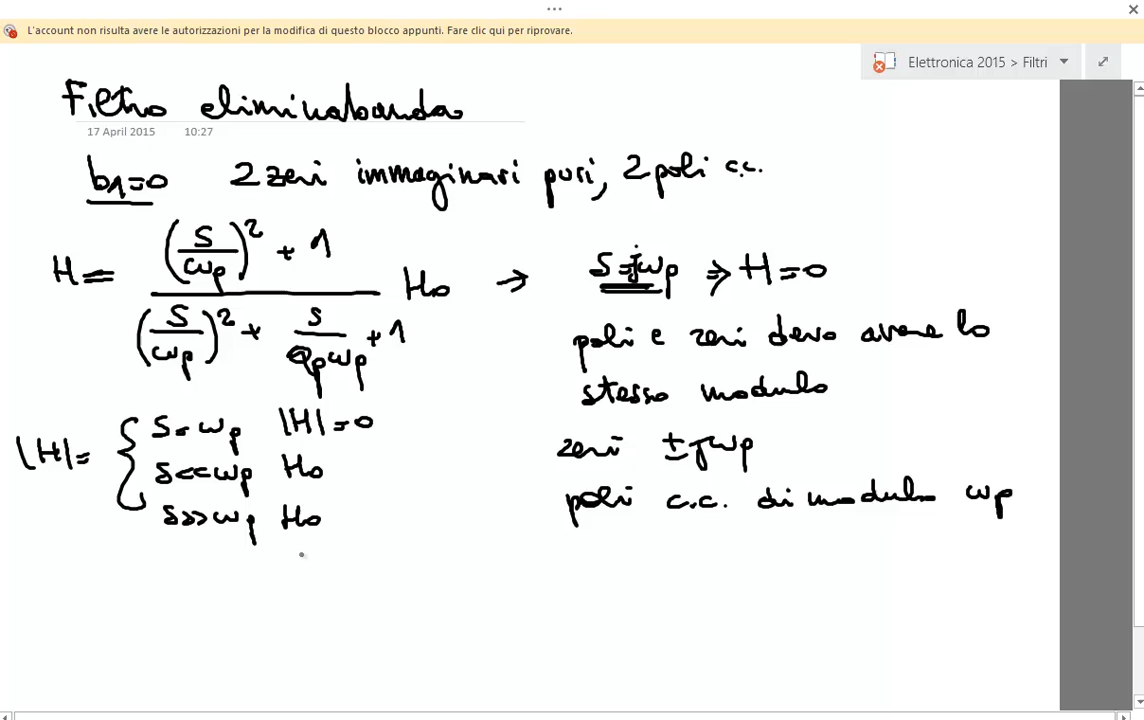 L'account non risulta avere le autorizzazioni per la modifica di questo blocco appunti. Fare clic qui per riprovare.
Elettronica 2015 > Filtri
Filtro eliminabanda
17 April 2015 10:27
b₁=0 2 zeri immaginari puri, 2 poli c.c.
H = ((s/ωp)² + 1) / ((s/ωp)² + s/(Qpωp) + 1) H₀ → s=jωp ⇒ H=0
poli e zeri devo avere lo
stesso modulo
|H|= { s=ωp |H|=0
s<<ωp H₀
s>>ωp H₀
zeri ±jωp
poli c.c. di modulo ωp